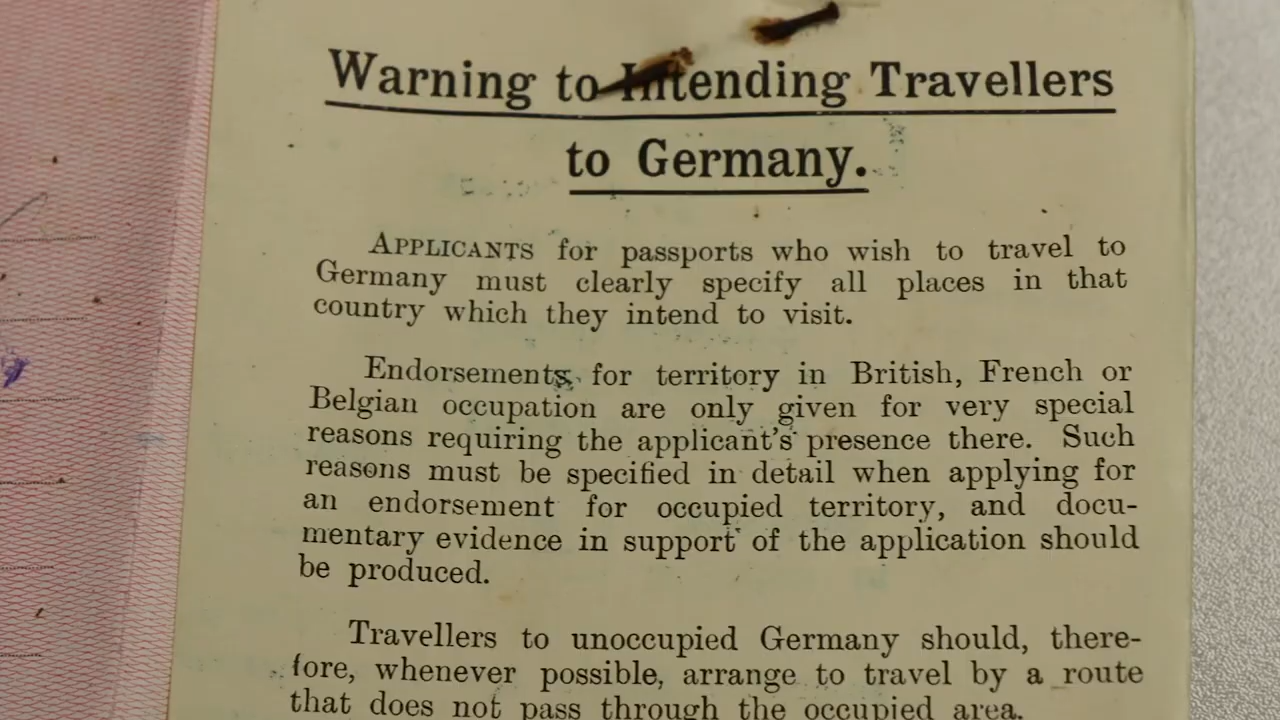 Warning to Intending Travellers
to Germany.
APPLICANTS for passports who wish to travel to
Germany must clearly specify all places in that
country which they intend to visit.
Endorsements for territory in British, French or
Belgian occupation are only given for very special
reasons requiring the applicant's presence there. Such
reasons must be specified in detail when applying for
an endorsement for occupied territory, and docu-
mentary evidence in support of the application should
be produced.
Travellers to unoccupied Germany should, there-
fore, whenever possible, arrange to travel by a route
that does not pass through the occupied area.